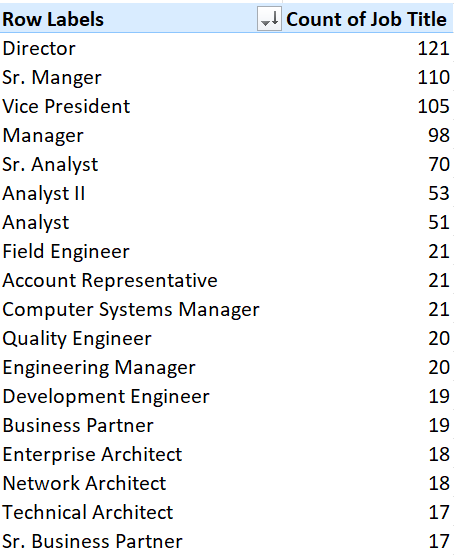 Row Labels Count of Job Title
Director 121
Sr. Manger 110
Vice President 105
Manager 98
Sr. Analyst 70
Analyst II 53
Analyst 51
Field Engineer 21
Account Representative 21
Computer Systems Manager 21
Quality Engineer 20
Engineering Manager 20
Development Engineer 19
Business Partner 19
Enterprise Architect 18
Network Architect 18
Technical Architect 17
Sr. Business Partner 17